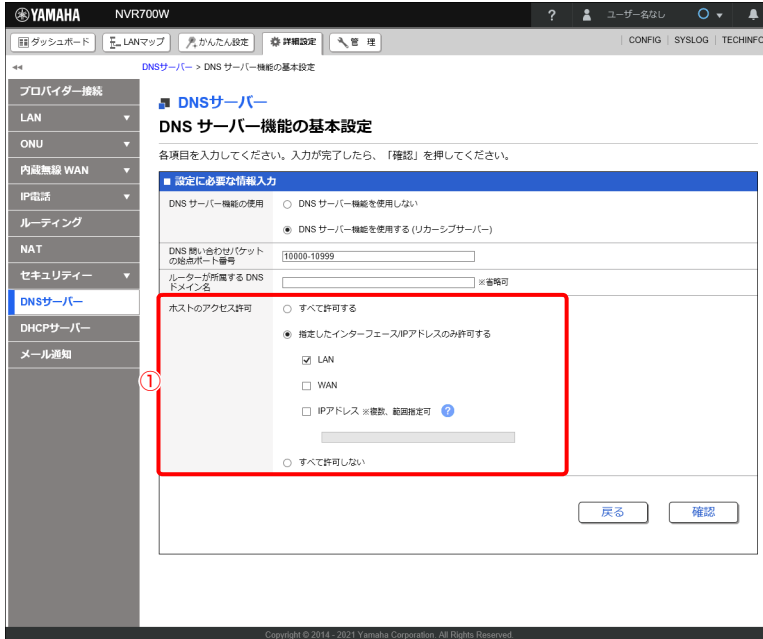 YAMAHA NVR700W ? ユーザー名なし
ダッシュボード LANマップ かんたん設定 詳細設定 管 理 CONFIG SYSLOG TECHINFO
DNSサーバー > DNS サーバー機能の基本設定
プロバイダー接続
LAN
ONU
内蔵無線 WAN
IP電話
ルーティング
NAT
セキュリティー
DNSサーバー
DHCPサーバー
メール通知
DNSサーバー
DNS サーバー機能の基本設定
各項目を入力してください。入力が完了したら、「確認」を押してください。
■ 設定に必要な情報入力
DNS サーバー機能の使用 DNS サーバー機能を使用しない
DNS サーバー機能を使用する (リカーシブサーバー)
DNS 問い合わせパケット
の始点ポート番号
10000-10999
ルーターが所属する DNS
ドメイン名
※省略可
①
ホストのアクセス許可 すべて許可する
指定したインターフェース/IPアドレスのみ許可する
LAN
WAN
IPアドレス ※複数、範囲指定可 ?
すべて許可しない
戻る 確認
Copyright © 2014 - 2021 Yamaha Corporation. All Rights Reserved.